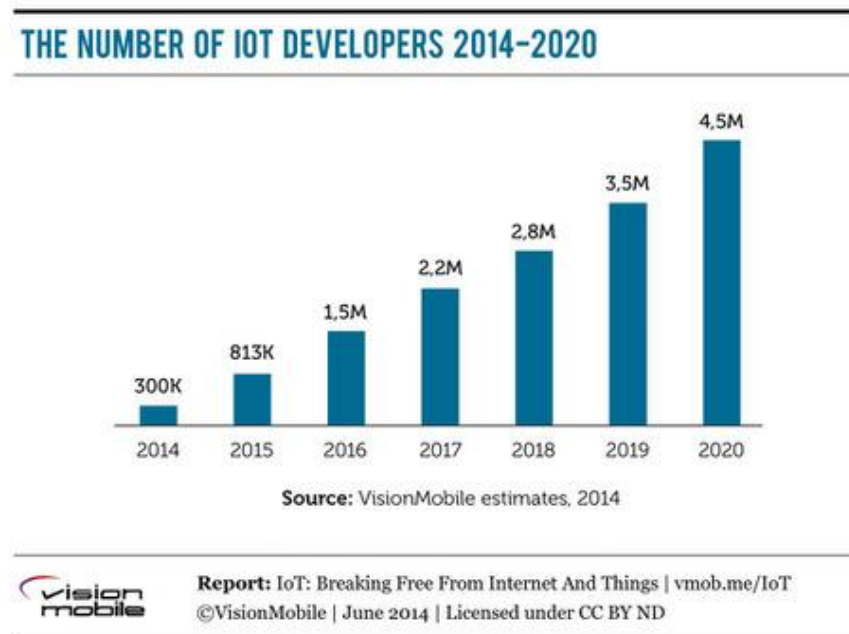 THE NUMBER OF IOT DEVELOPERS 2014–2020
4,5M
3,5M
2,8M
2,2M
1,5M
813K
300K
2014 2015 2016 2017 2018 2019 2020
Source: VisionMobile estimates, 2014
vision
mobile
Report: IoT: Breaking Free From Internet And Things | vmob.me/IoT
©VisionMobile | June 2014 | Licensed under CC BY ND